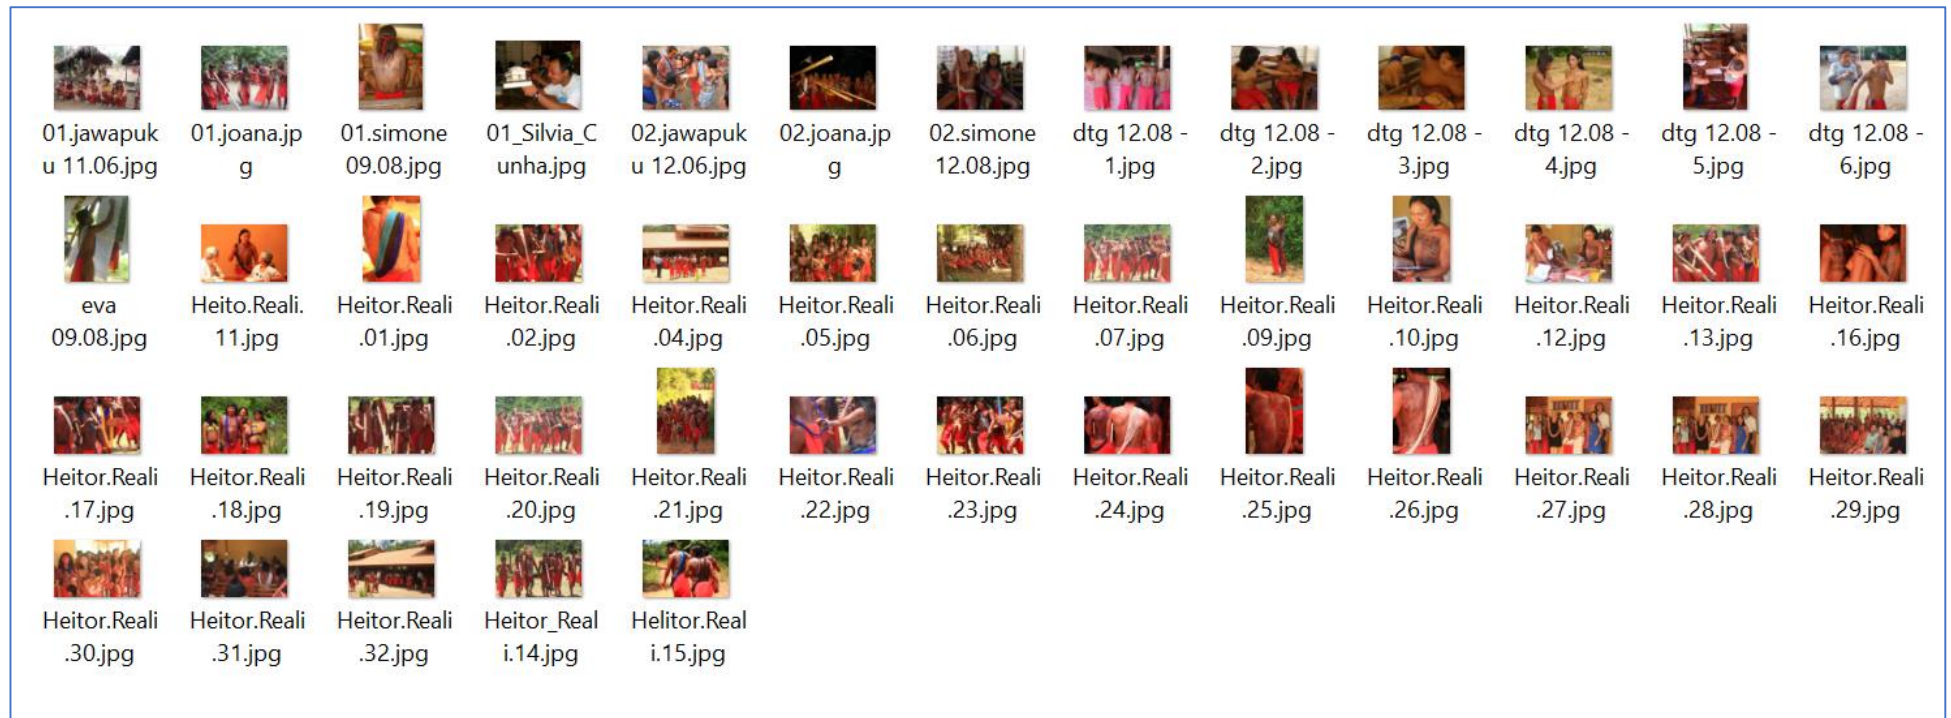 01.jawapuk
u 11.06.jpg
01.joana.jp
g
01.simone
09.08.jpg
01_Silvia_C
unha.jpg
02.jawapuk
u 12.06.jpg
02.joana.jp
g
02.simone
12.08.jpg
dtg 12.08 -
1.jpg
dtg 12.08 -
2.jpg
dtg 12.08 -
3.jpg
dtg 12.08 -
4.jpg
dtg 12.08 -
5.jpg
dtg 12.08 -
6.jpg
eva
09.08.jpg
Heito.Reali.
11.jpg
Heitor.Reali
.01.jpg
Heitor.Reali
.02.jpg
Heitor.Reali
.04.jpg
Heitor.Reali
.05.jpg
Heitor.Reali
.06.jpg
Heitor.Reali
.07.jpg
Heitor.Reali
.09.jpg
Heitor.Reali
.10.jpg
Heitor.Reali
.12.jpg
Heitor.Reali
.13.jpg
Heitor.Reali
.16.jpg
Heitor.Reali
.17.jpg
Heitor.Reali
.18.jpg
Heitor.Reali
.19.jpg
Heitor.Reali
.20.jpg
Heitor.Reali
.21.jpg
Heitor.Reali
.22.jpg
Heitor.Reali
.23.jpg
Heitor.Reali
.24.jpg
Heitor.Reali
.25.jpg
Heitor.Reali
.26.jpg
Heitor.Reali
.27.jpg
Heitor.Reali
.28.jpg
Heitor.Reali
.29.jpg
Heitor.Reali
.30.jpg
Heitor.Reali
.31.jpg
Heitor.Reali
.32.jpg
Heitor_Real
i.14.jpg
Helitor.Real
i.15.jpg